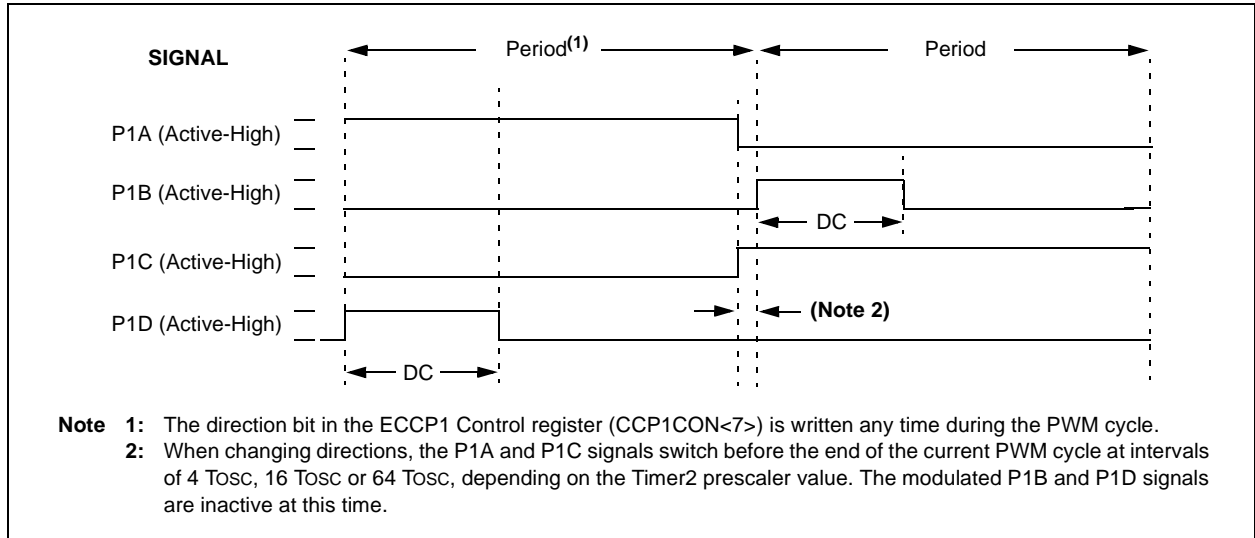 SIGNAL
Period(1)
Period
P1A (Active-High)
P1B (Active-High)
DC
P1C (Active-High)
(Note 2)
P1D (Active-High)
DC
Note 1: The direction bit in the ECCP1 Control register (CCP1CON<7>) is written any time during the PWM cycle.
2: When changing directions, the P1A and P1C signals switch before the end of the current PWM cycle at intervals
of 4 TOSC, 16 TOSC or 64 TOSC, depending on the Timer2 prescaler value. The modulated P1B and P1D signals
are inactive at this time.